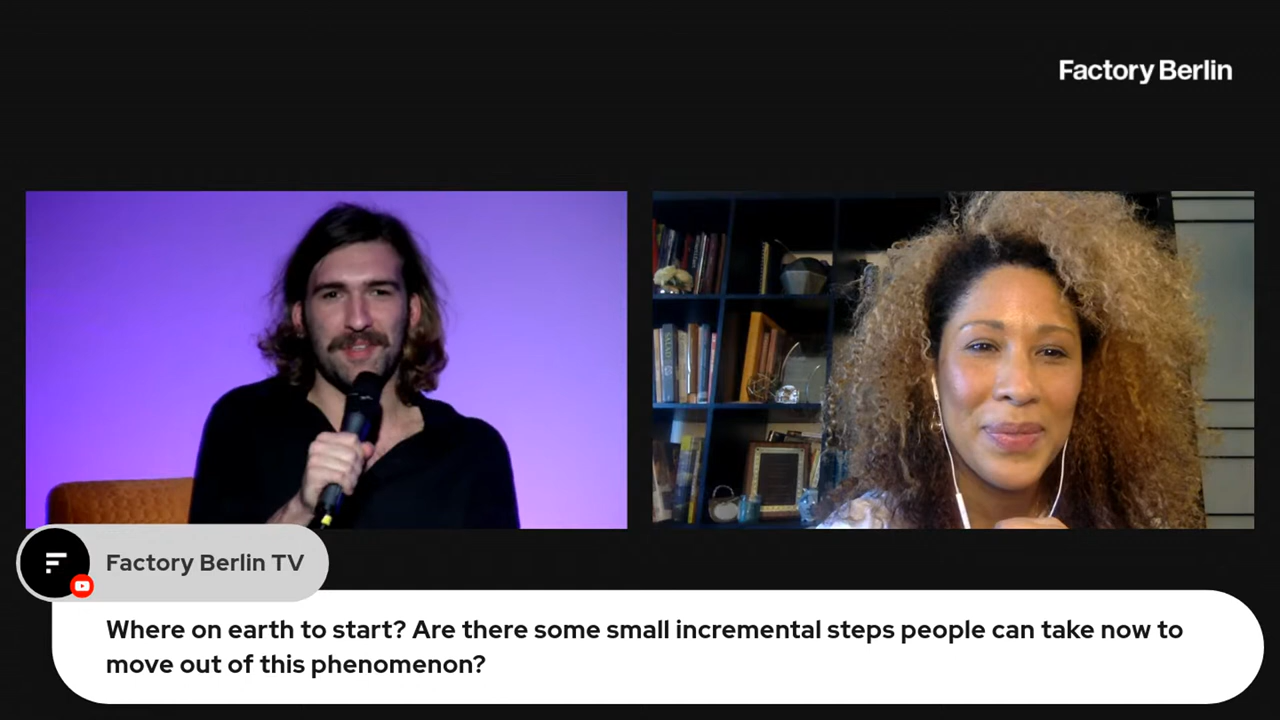 Factory Berlin
Factory Berlin TV
Where on earth to start? Are there some small incremental steps people can take now to
move out of this phenomenon?